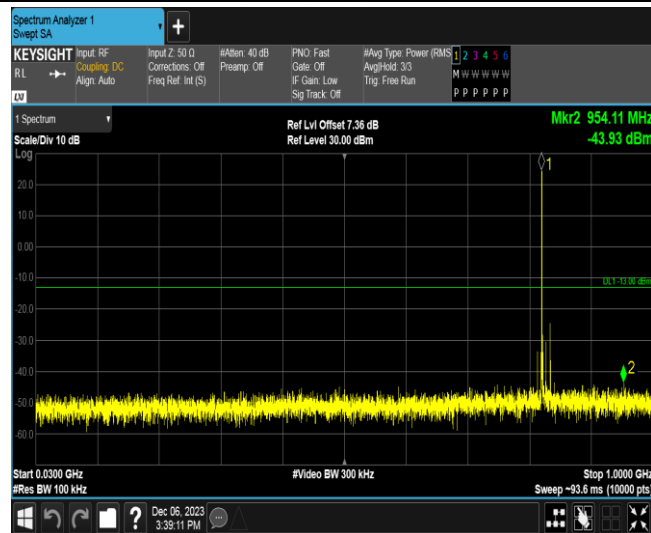 Spectrum Analyzer 1
Swept SA
+
KEYSIGHT
RL
LXI
Input: RF
Coupling: DC
Align: Auto
Input Z: 50 Ω
Corrections: Off
Freq Ref: Int (S)
#Atten: 40 dB
Preamp: Off
PNO: Fast
Gate: Off
IF Gain: Low
Sig Track: Off
#Avg Type: Power (RMS
Avg|Hold: 3/3
Trig: Free Run
1 2 3 4 5 6
M W W W W W
P P P P P P
1 Spectrum
Scale/Div 10 dB
Log
Ref Lvl Offset 7.36 dB
Ref Level 30.00 dBm
Mkr2 954.11 MHz
-43.93 dBm
1
20.0
10.0
0.00
-10.0
DL1 -13.00 dBm
-20.0
-30.0
-40.0
2
-50.0
-60.0
Start 0.0300 GHz
#Video BW 300 kHz
Stop 1.0000 GHz
#Res BW 100 kHz
Sweep ~93.6 ms (10000 pts)
?
Dec 06, 2023
3:39:11 PM